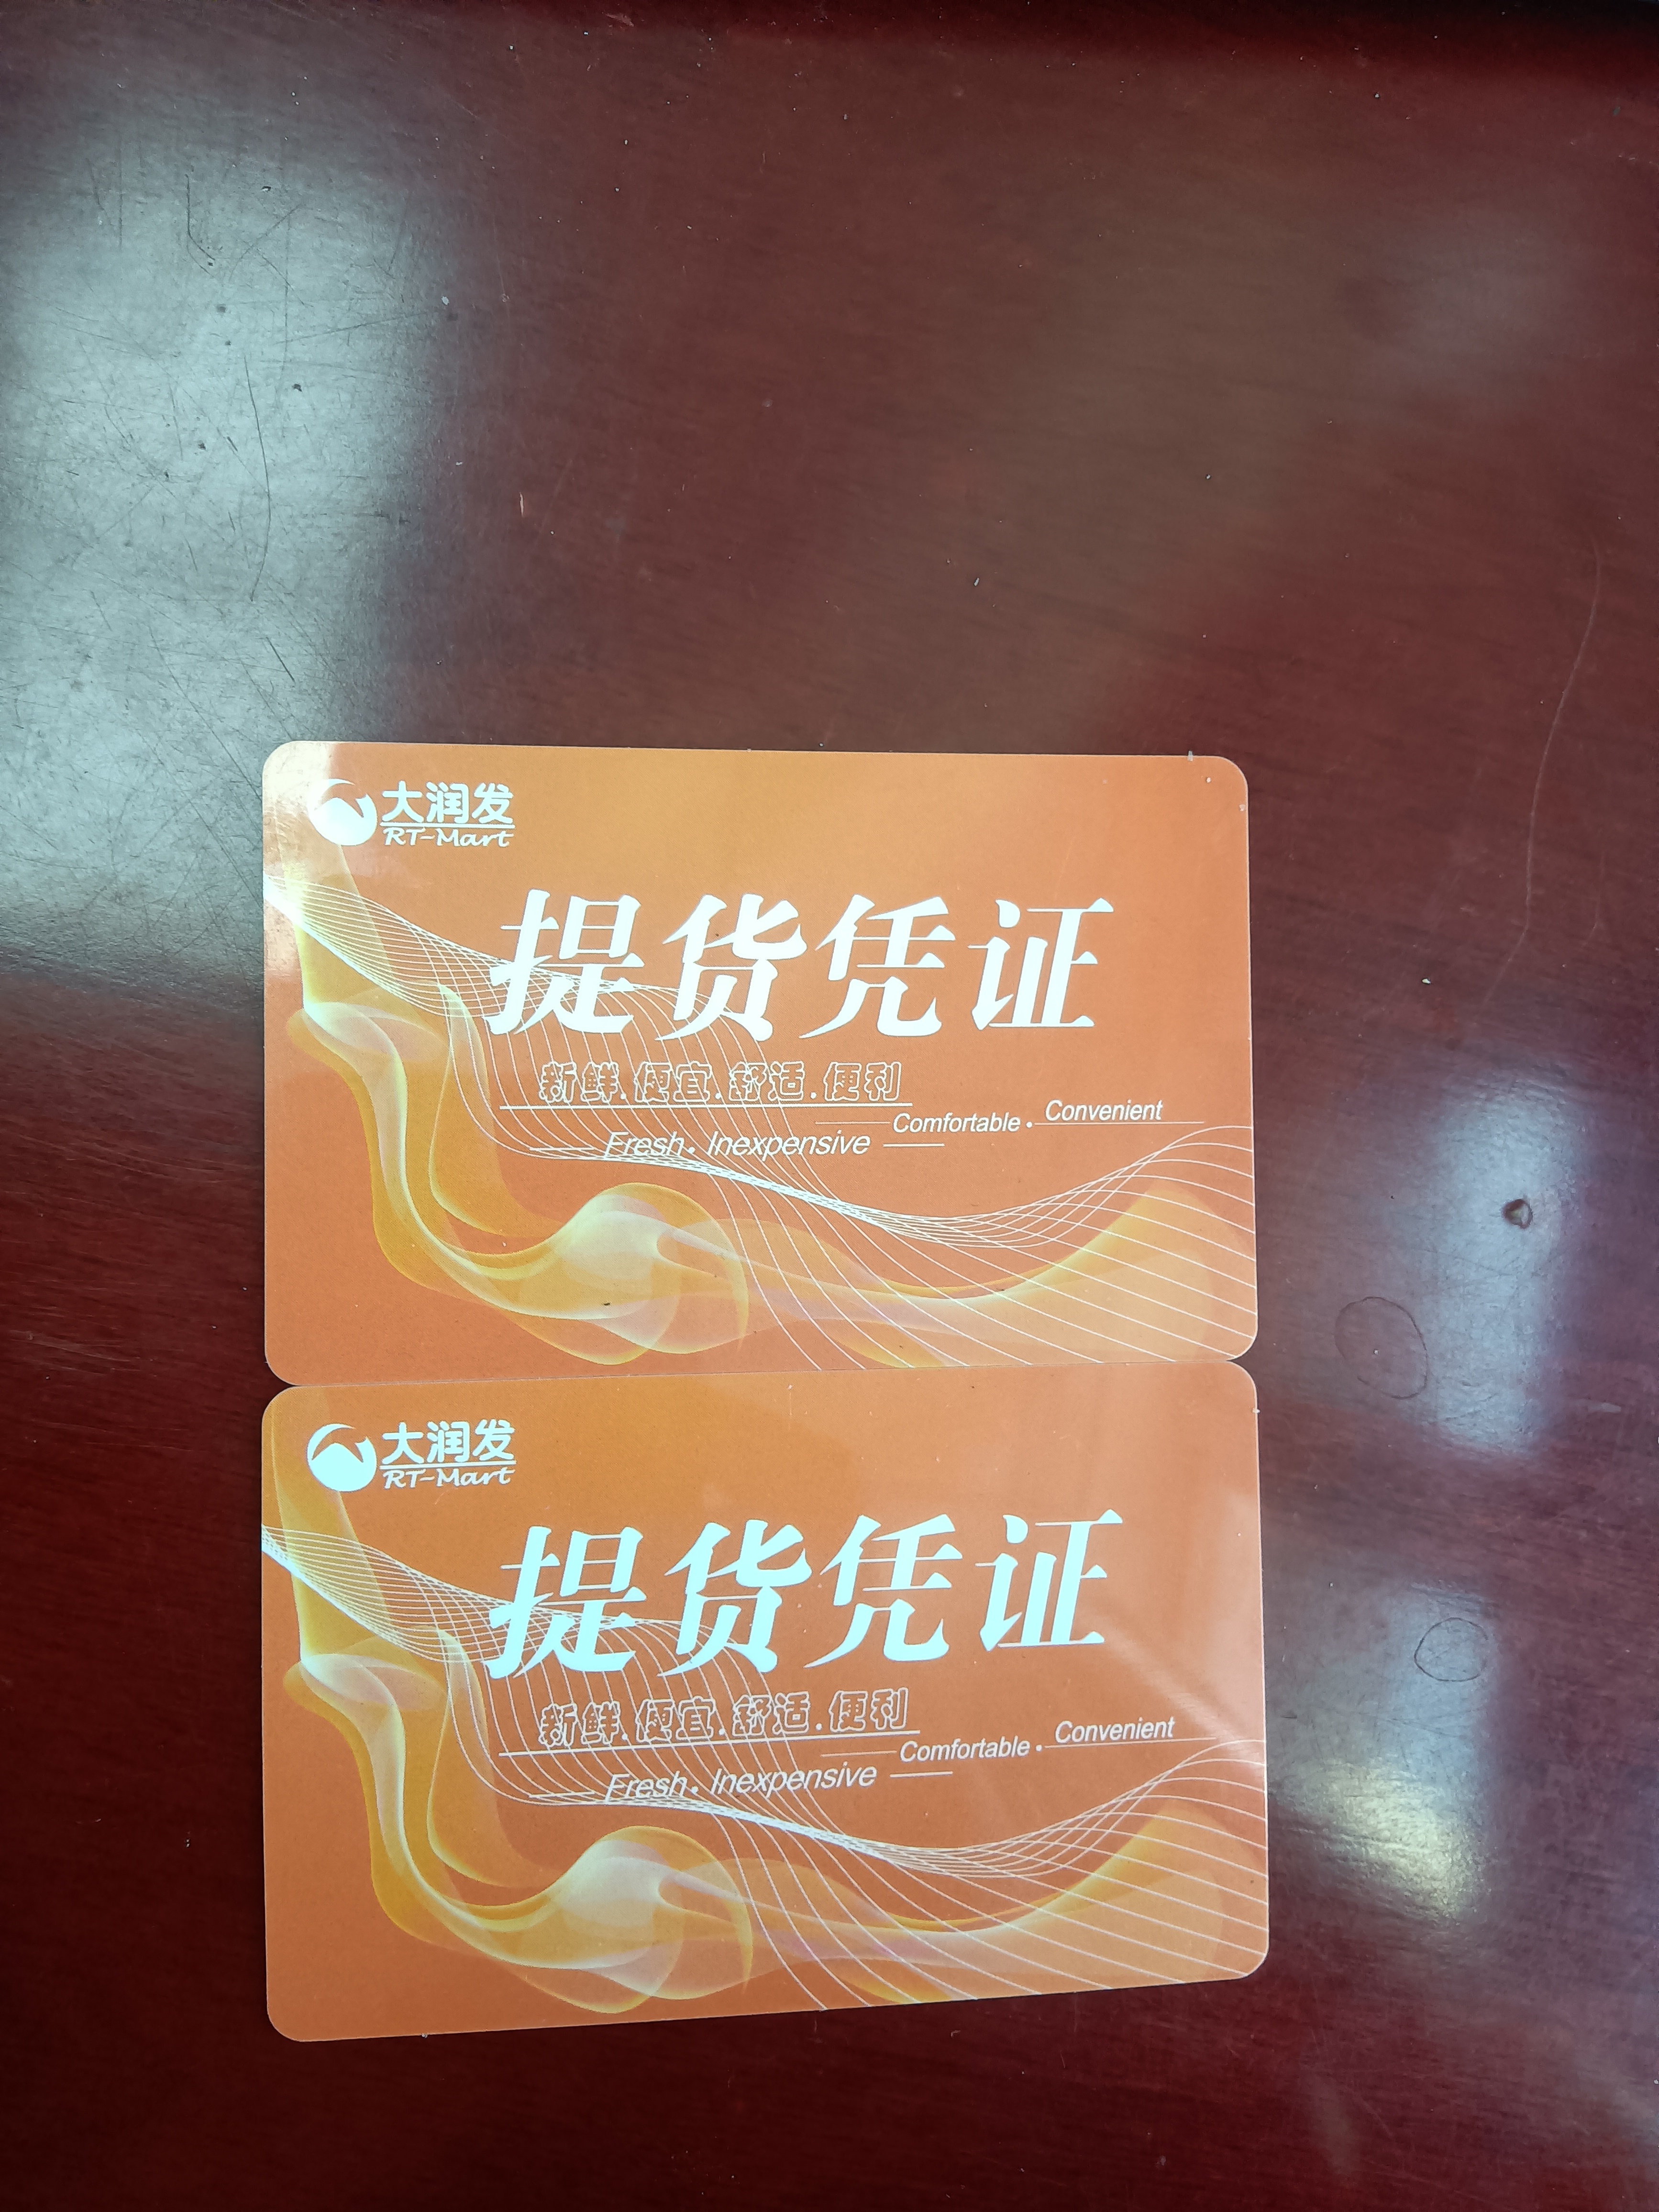 大润发
RT-Mart
提货凭证
新鲜.便宜.舒适.便利
Comfortable • Convenient
Fresh • Inexpensive
大润发
RT-Mart
提货凭证
新鲜.便宜.舒适.便利
Comfortable • Convenient
Fresh • Inexpensive